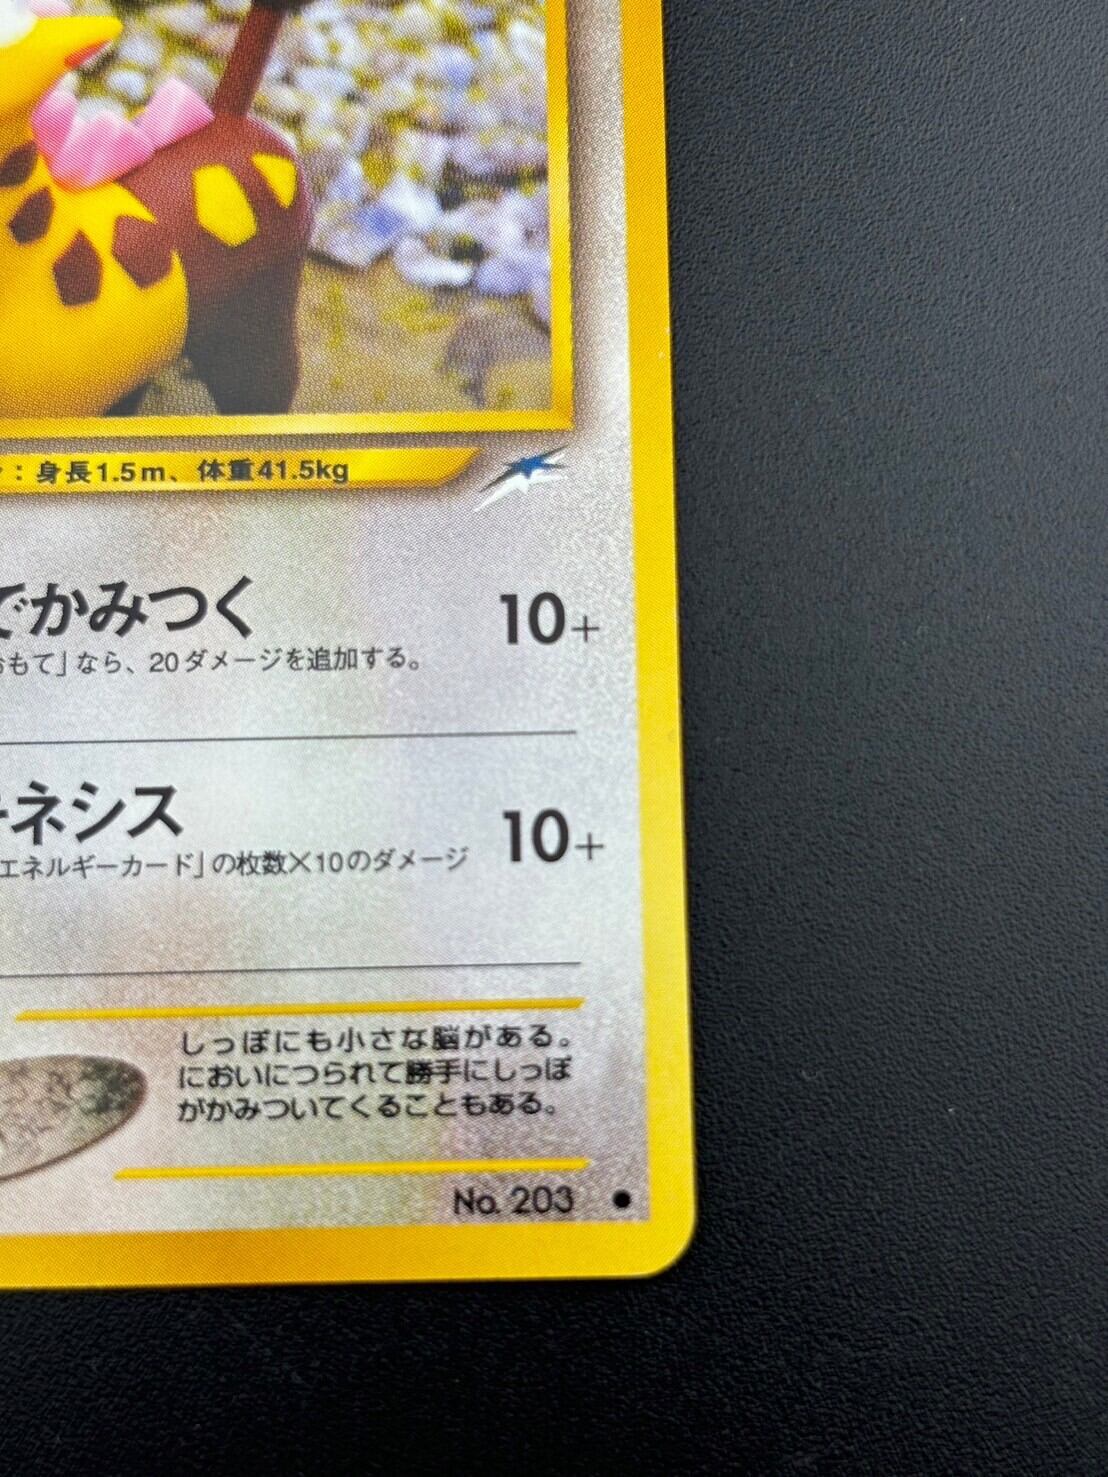 ：身長1.5m、体重41.5kg
でかみつく
10+
おもて」なら、20ダメージを追加する。
ネシス
10+
エネルギーカード」の枚数×10のダメージ
しっぽにも小さな脳がある。
においにつられて勝手にしっぽ
がかみついてくることもある。
No. 203 ●